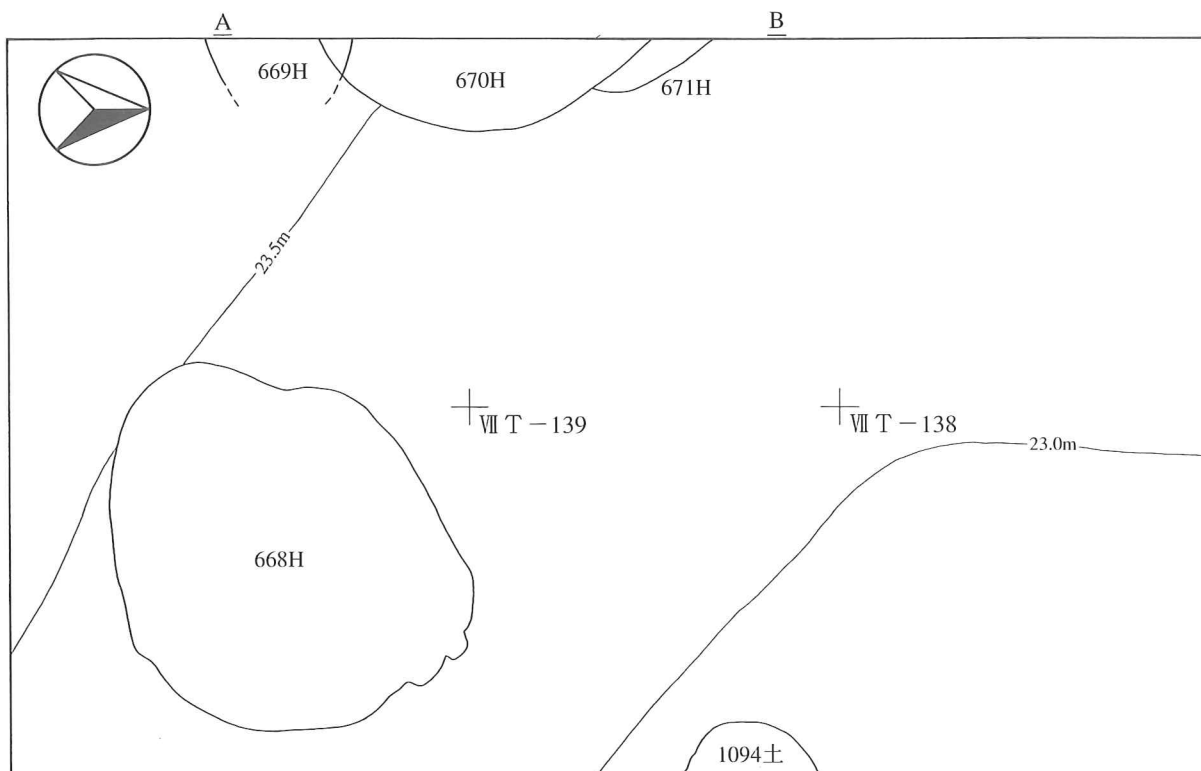 A
B
669H
670H
671H
23.5m
Ⅶ T－139
Ⅶ T－138
23.0m
668H
1094土